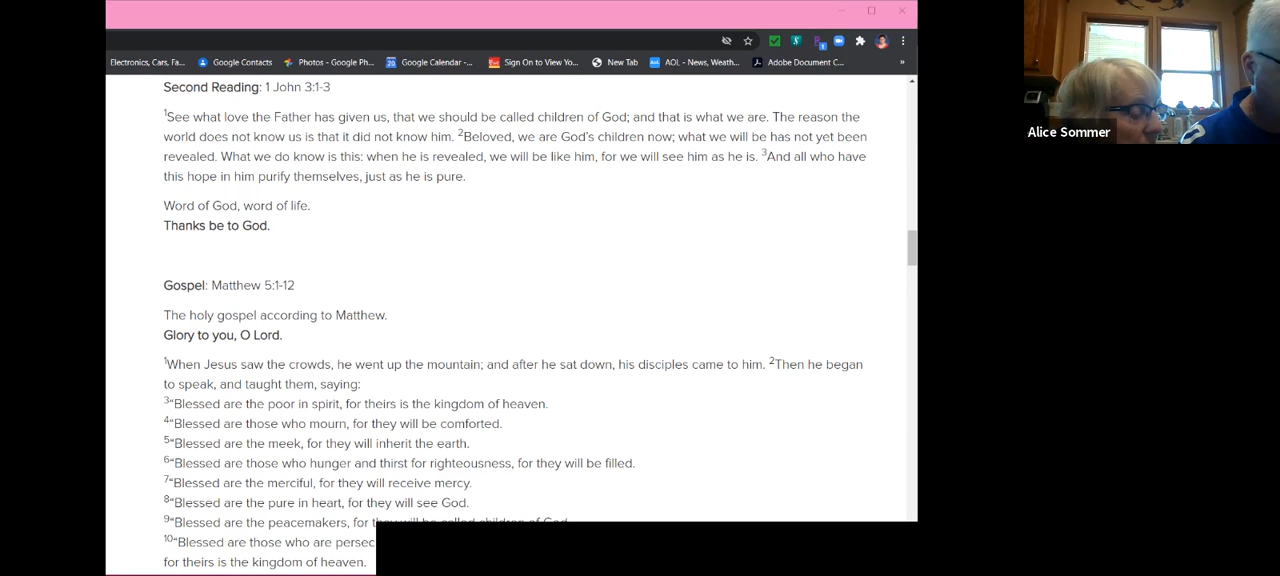 Electronics, Cars, Fa... Google Contacts Photos - Google Ph... Google Calendar -... Sign On to View Yo... New Tab AOL - News, Weath... Adobe Document C... »
Second Reading: 1 John 3:1-3
1See what love the Father has given us, that we should be called children of God; and that is what we are. The reason the
world does not know us is that it did not know him. 2Beloved, we are God's children now; what we will be has not yet been
revealed. What we do know is this: when he is revealed, we will be like him, for we will see him as he is. 3And all who have
this hope in him purify themselves, just as he is pure.
Word of God, word of life.
Thanks be to God.
Gospel: Matthew 5:1-12
The holy gospel according to Matthew.
Glory to you, O Lord.
1When Jesus saw the crowds, he went up the mountain; and after he sat down, his disciples came to him. 2Then he began
to speak, and taught them, saying:
3"Blessed are the poor in spirit, for theirs is the kingdom of heaven.
4"Blessed are those who mourn, for they will be comforted.
5"Blessed are the meek, for they will inherit the earth.
6"Blessed are those who hunger and thirst for righteousness, for they will be filled.
7"Blessed are the merciful, for they will receive mercy.
8"Blessed are the pure in heart, for they will see God.
9"Blessed are the peacemakers, for they will be called children of God
10"Blessed are those who are persec
for theirs is the kingdom of heaven.
Alice Sommer